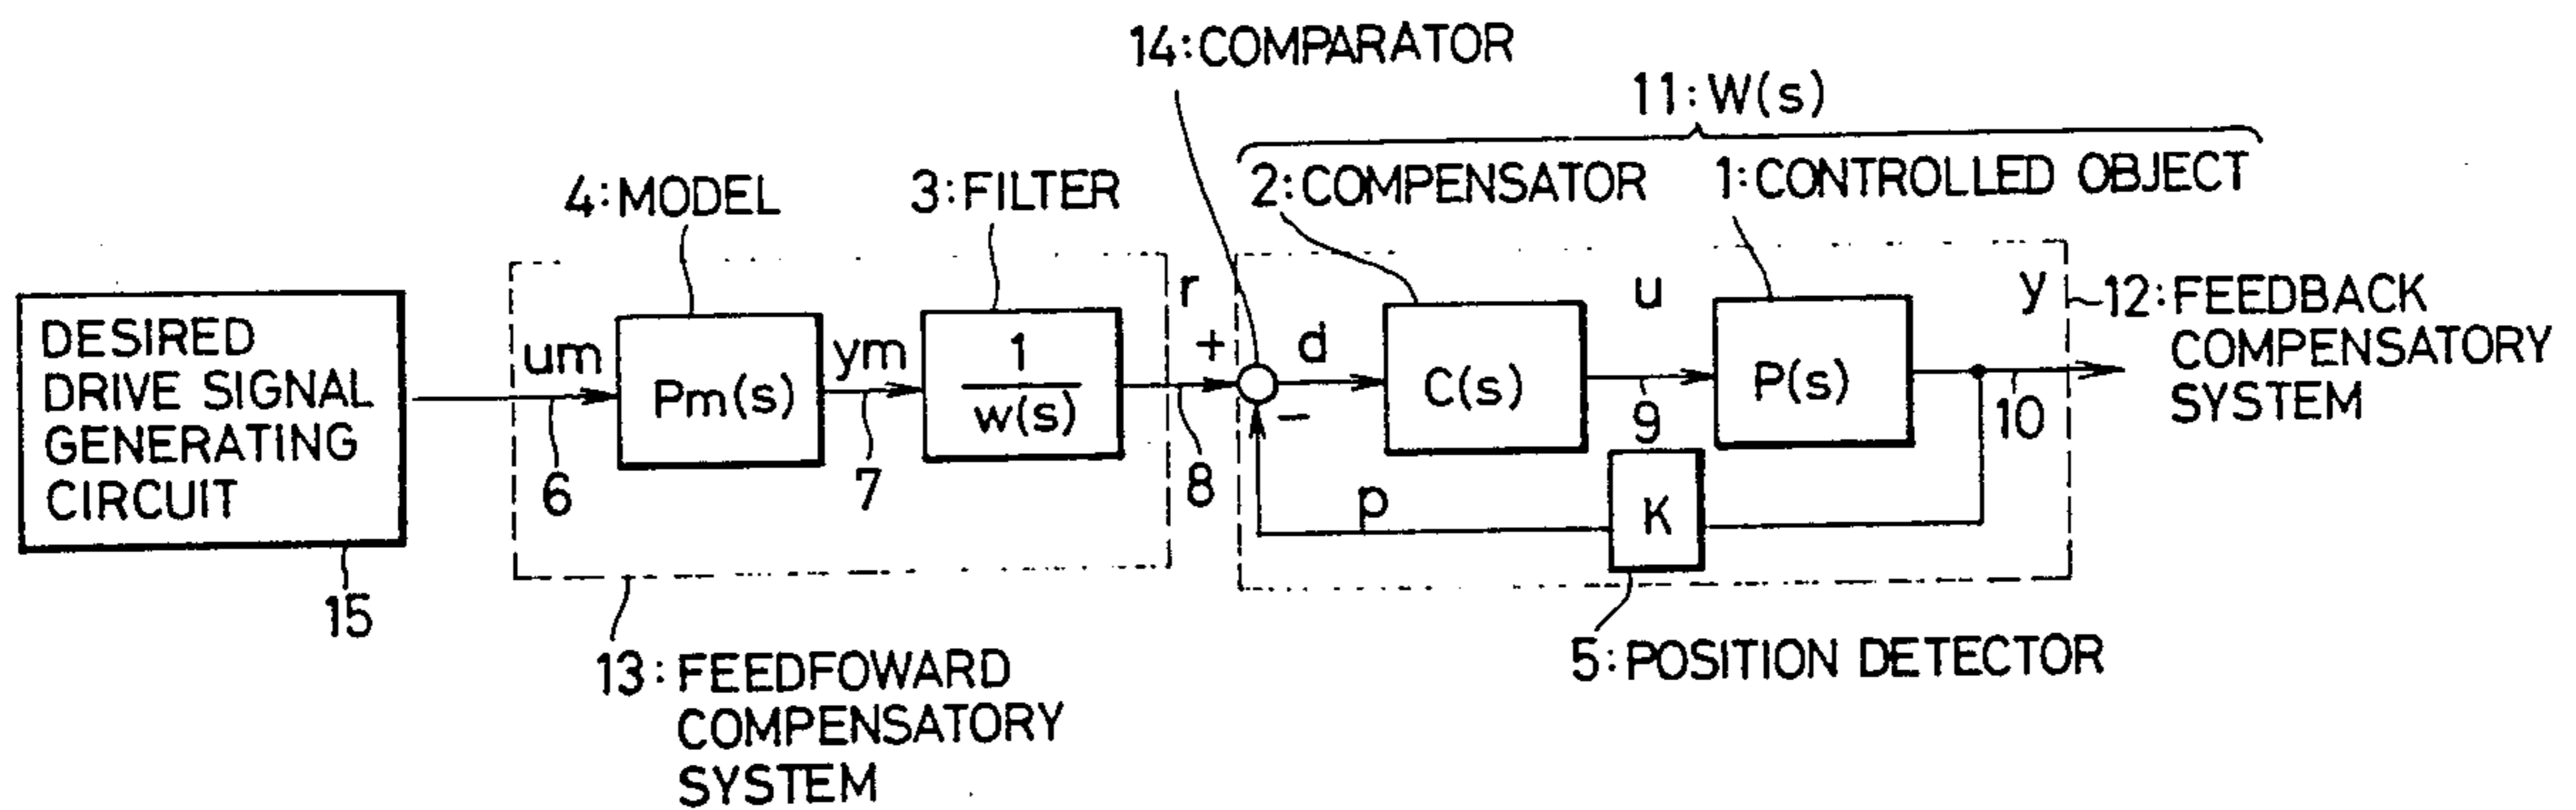 14:COMPARATOR
11:W(s)
4:MODEL
3:FILTER
2:COMPENSATOR
1:CONTROLLED OBJECT
DESIRED
DRIVE SIGNAL
GENERATING
CIRCUIT
15
um
6
Pm(s)
ym
7
1
w(s)
r
8
+
-
d
C(s)
u
9
P(s)
y
10
12:FEEDBACK
COMPENSATORY
SYSTEM
p
K
13:FEEDFOWARD
COMPENSATORY
SYSTEM
5:POSITION DETECTOR